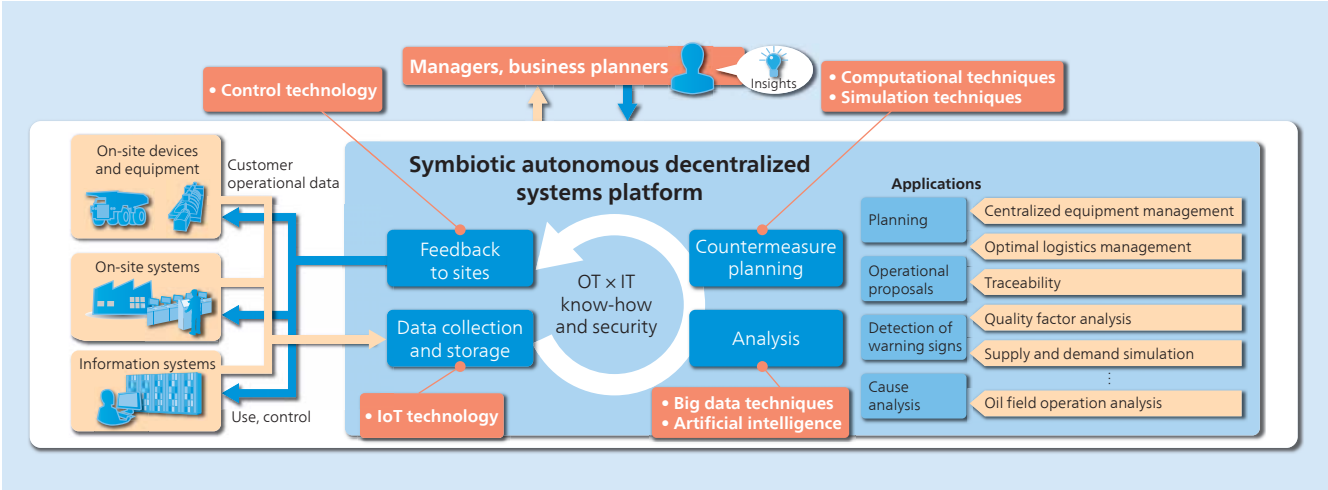 Managers, business planners
Insights
• Control technology
• Computational techniques
• Simulation techniques
On-site devices
and equipment
Customer
operational data
On-site systems
Information systems
Use, control
Symbiotic autonomous decentralized
systems platform
Feedback
to sites
Countermeasure
planning
OT × IT
know-how
and security
Data collection
and storage
Analysis
• IoT technology
• Big data techniques
• Artificial intelligence
Applications
Planning
Operational
proposals
Detection of
warning signs
Cause
analysis
Centralized equipment management
Optimal logistics management
Traceability
Quality factor analysis
Supply and demand simulation
⋮
Oil field operation analysis